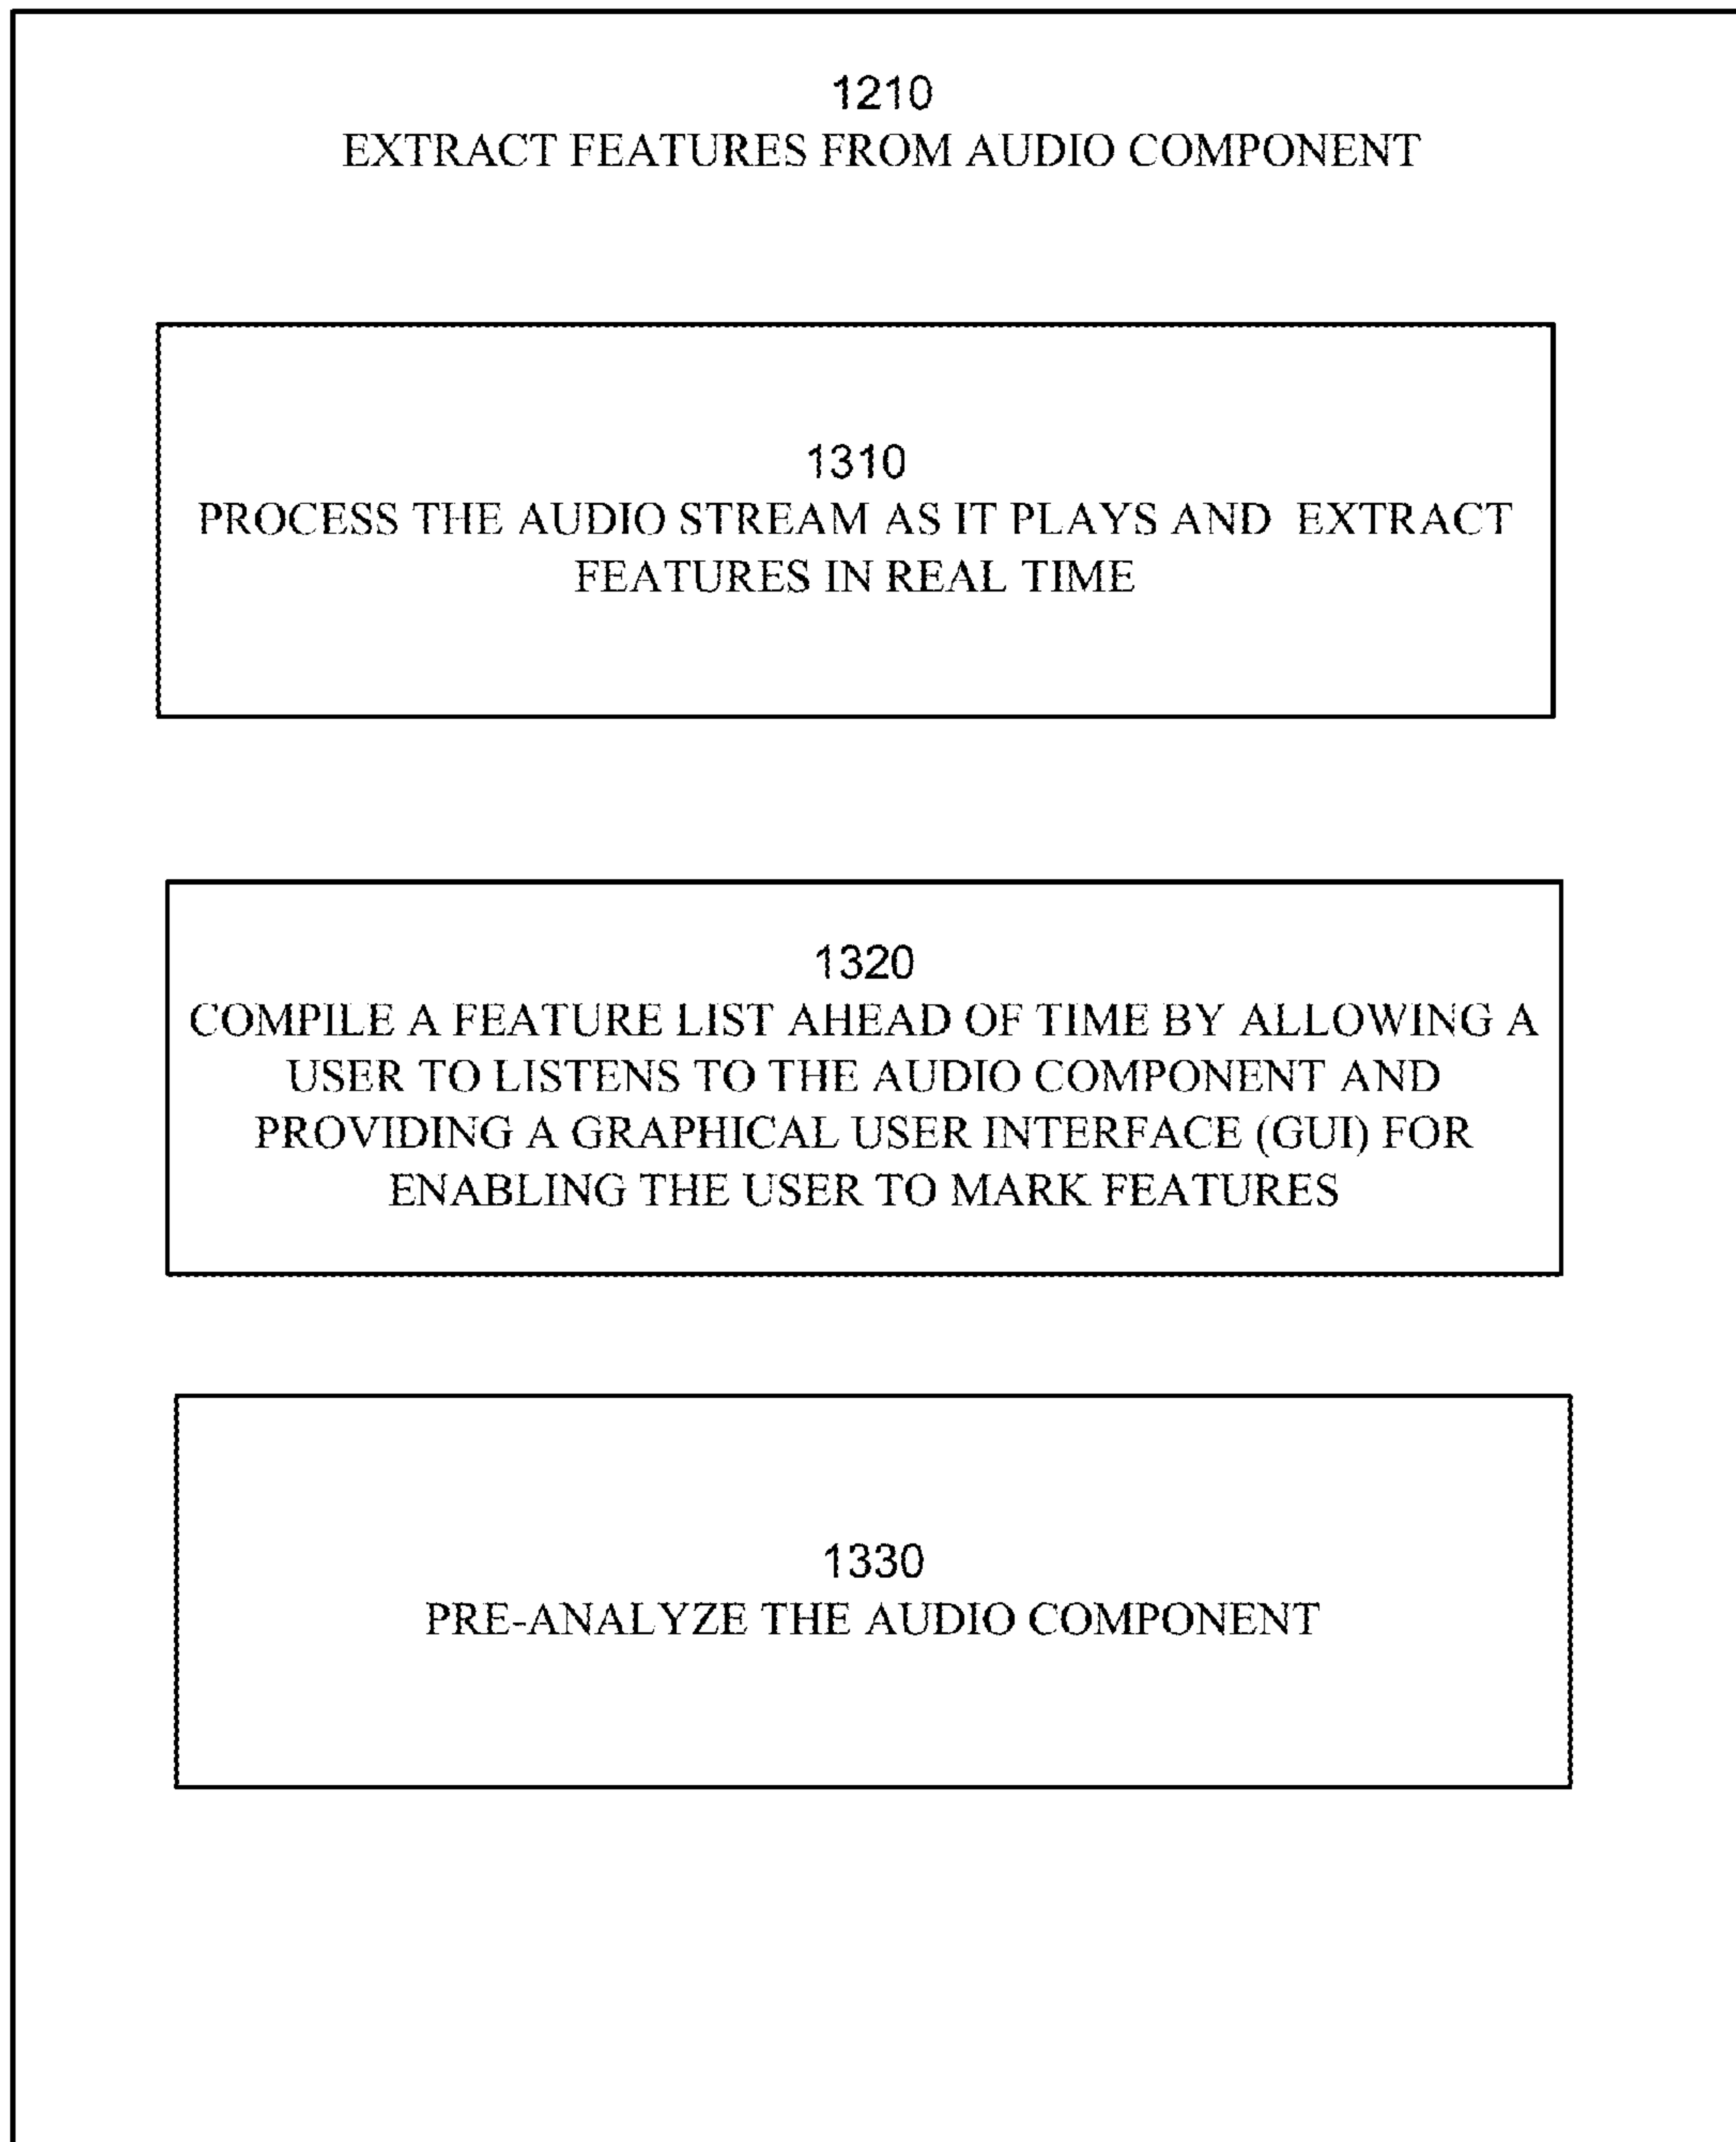 1210
EXTRACT FEATURES FROM AUDIO COMPONENT
1310
PROCESS THE AUDIO STREAM AS IT PLAYS AND EXTRACT
FEATURES IN REAL TIME
1320
COMPILE A FEATURE LIST AHEAD OF TIME BY ALLOWING A
USER TO LISTENS TO THE AUDIO COMPONENT AND
PROVIDING A GRAPHICAL USER INTERFACE (GUI) FOR
ENABLING THE USER TO MARK FEATURES
1330
PRE-ANALYZE THE AUDIO COMPONENT